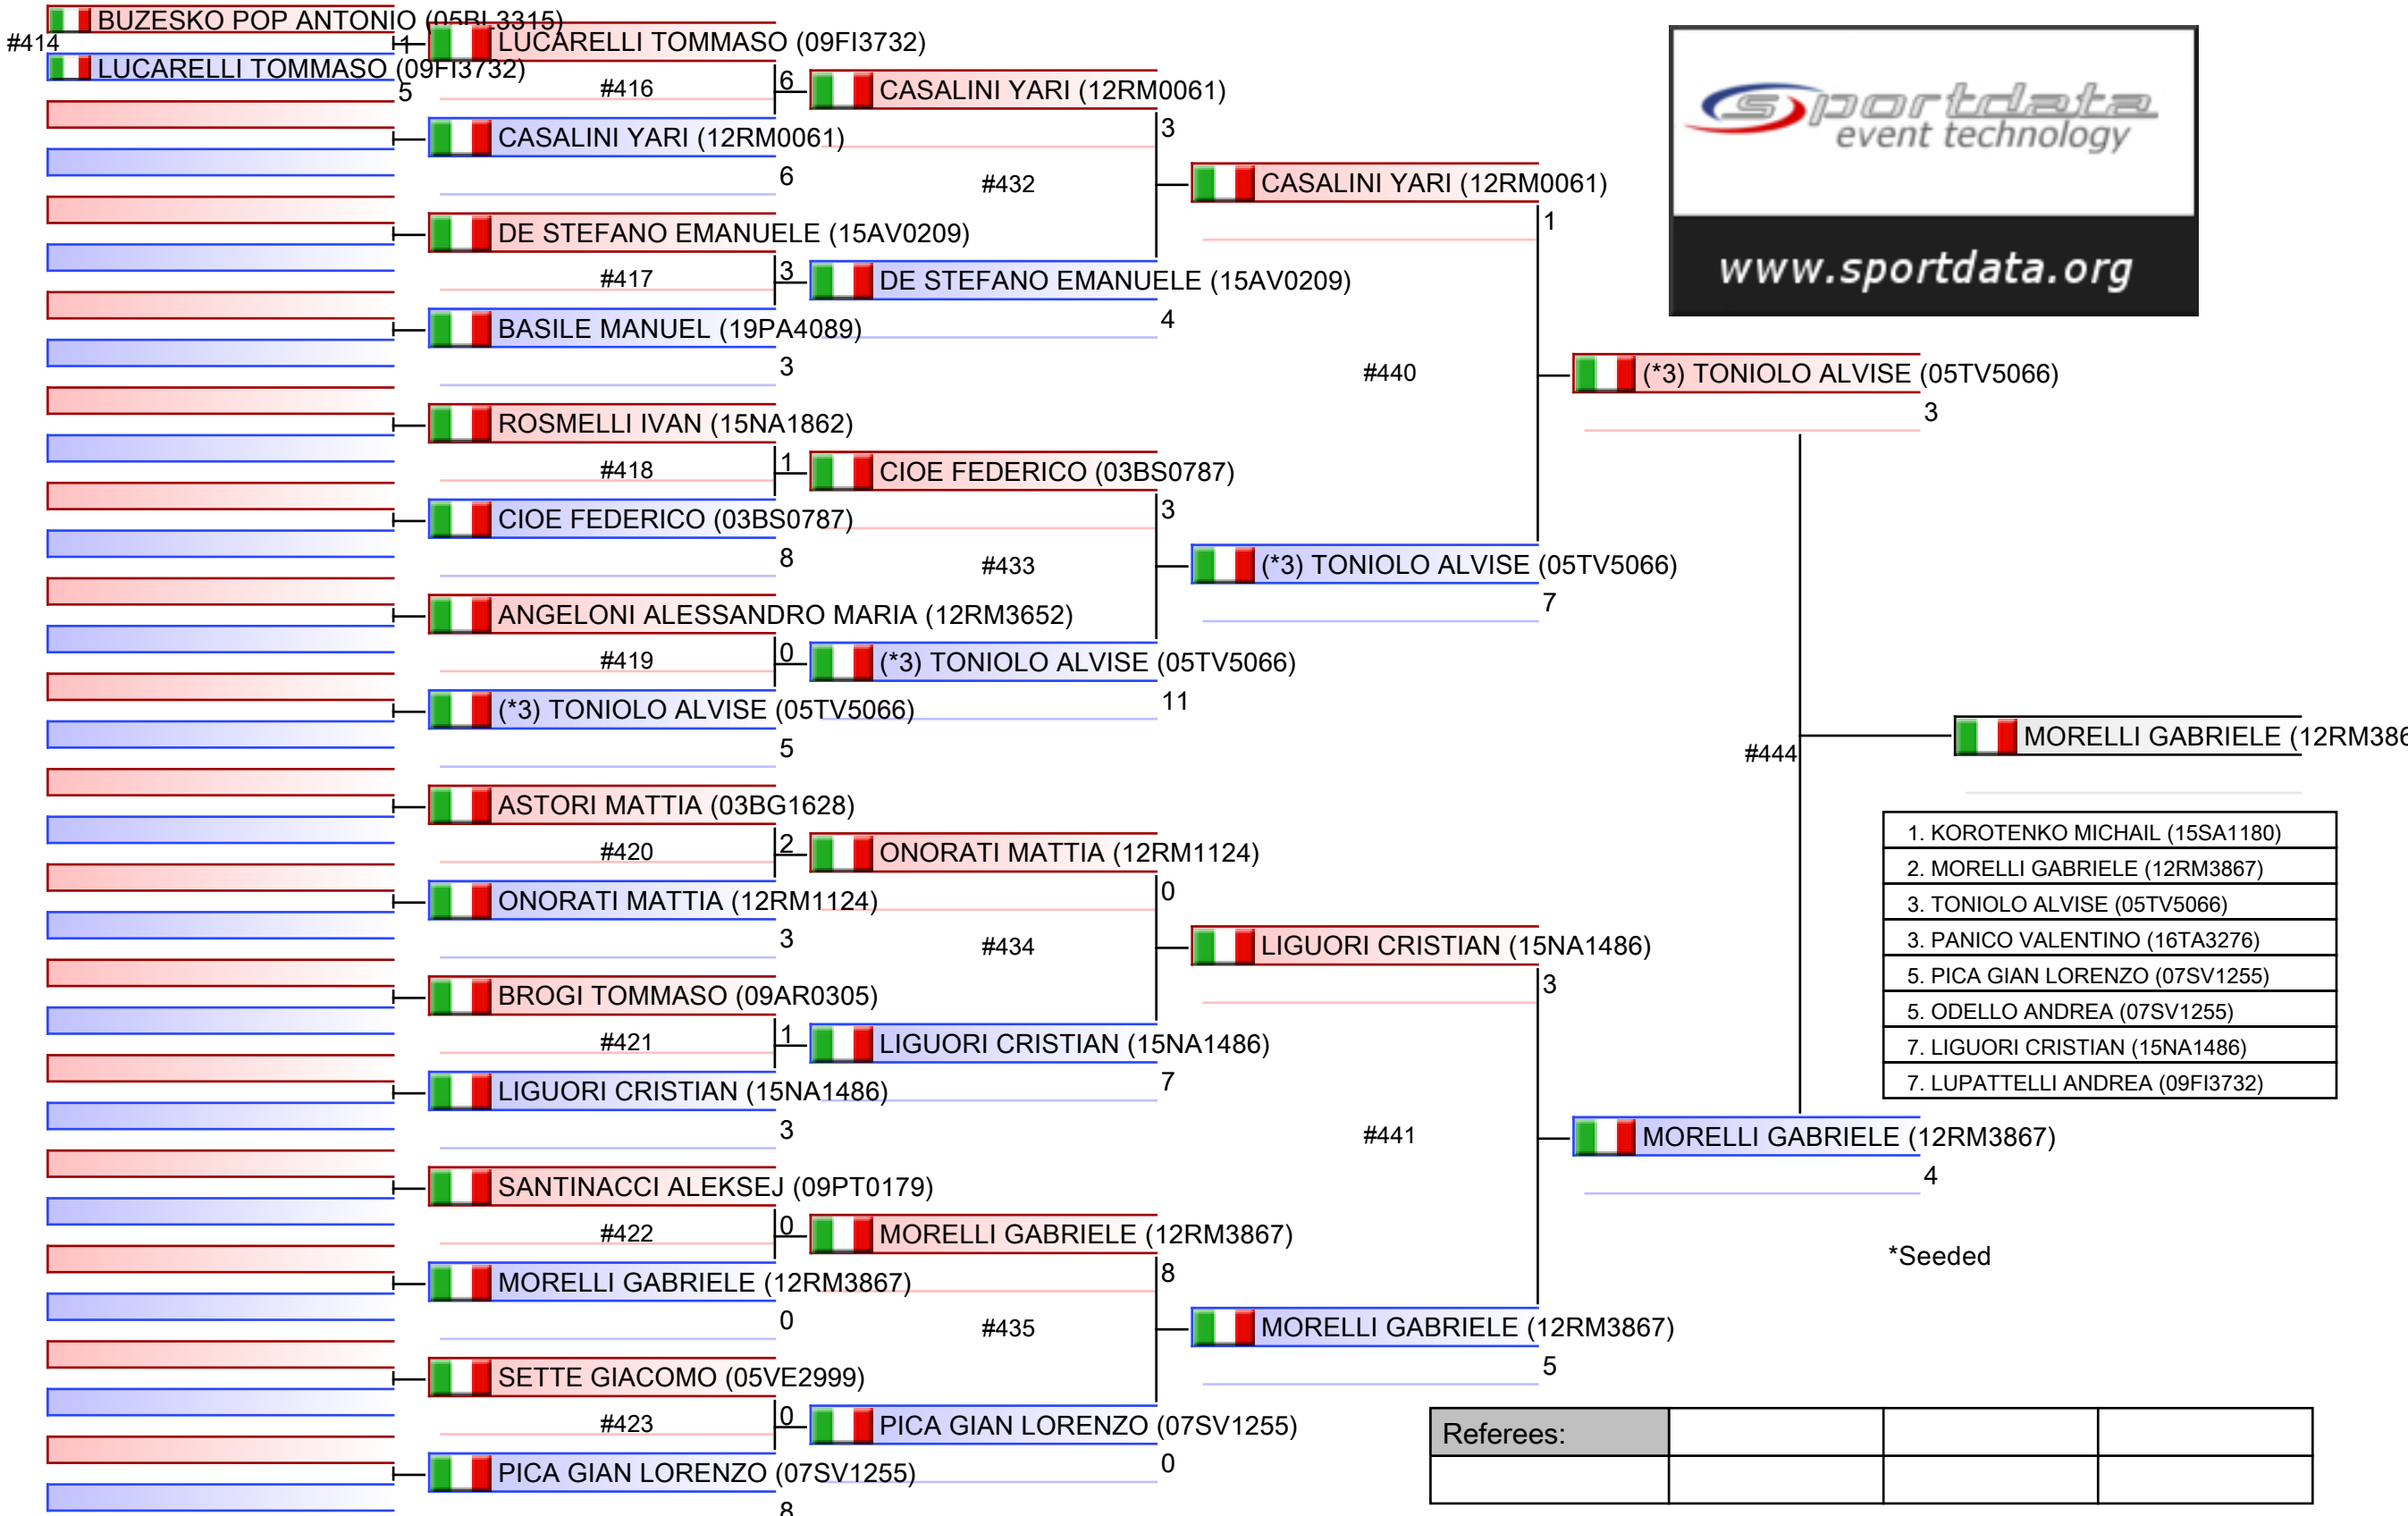 BUZESKO POP ANTONIO (05BL3315)
#414
1
LUCARELLI TOMMASO (09FI3732)
5
LUCARELLI TOMMASO (09FI3732)
#416
6
CASALINI YARI (12RM0061)
6
DE STEFANO EMANUELE (15AV0209)
#417
3
BASILE MANUEL (19PA4089)
3
ROSMELLI IVAN (15NA1862)
#418
1
CIOE FEDERICO (03BS0787)
8
ANGELONI ALESSANDRO MARIA (12RM3652)
#419
0
(*3) TONIOLO ALVISE (05TV5066)
5
ASTORI MATTIA (03BG1628)
#420
2
ONORATI MATTIA (12RM1124)
3
BROGI TOMMASO (09AR0305)
#421
1
LIGUORI CRISTIAN (15NA1486)
3
SANTINACCI ALEKSEJ (09PT0179)
#422
0
MORELLI GABRIELE (12RM3867)
0
SETTE GIACOMO (05VE2999)
#423
0
PICA GIAN LORENZO (07SV1255)
8
CASALINI YARI (12RM0061)
3
#432
DE STEFANO EMANUELE (15AV0209)
4
CIOE FEDERICO (03BS0787)
3
#433
(*3) TONIOLO ALVISE (05TV5066)
11
ONORATI MATTIA (12RM1124)
0
#434
LIGUORI CRISTIAN (15NA1486)
7
MORELLI GABRIELE (12RM3867)
8
#435
PICA GIAN LORENZO (07SV1255)
0
CASALINI YARI (12RM0061)
1
#440
(*3) TONIOLO ALVISE (05TV5066)
7
LIGUORI CRISTIAN (15NA1486)
3
#441
MORELLI GABRIELE (12RM3867)
5
(*3) TONIOLO ALVISE (05TV5066)
3
#444
MORELLI GABRIELE (12RM3867)
4
MORELLI GABRIELE (12RM386
sportdata
event technology
www.sportdata.org
1. KOROTENKO MICHAIL (15SA1180)
2. MORELLI GABRIELE (12RM3867)
3. TONIOLO ALVISE (05TV5066)
3. PANICO VALENTINO (16TA3276)
5. PICA GIAN LORENZO (07SV1255)
5. ODELLO ANDREA (07SV1255)
7. LIGUORI CRISTIAN (15NA1486)
7. LUPATTELLI ANDREA (09FI3732)
*Seeded
Referees: